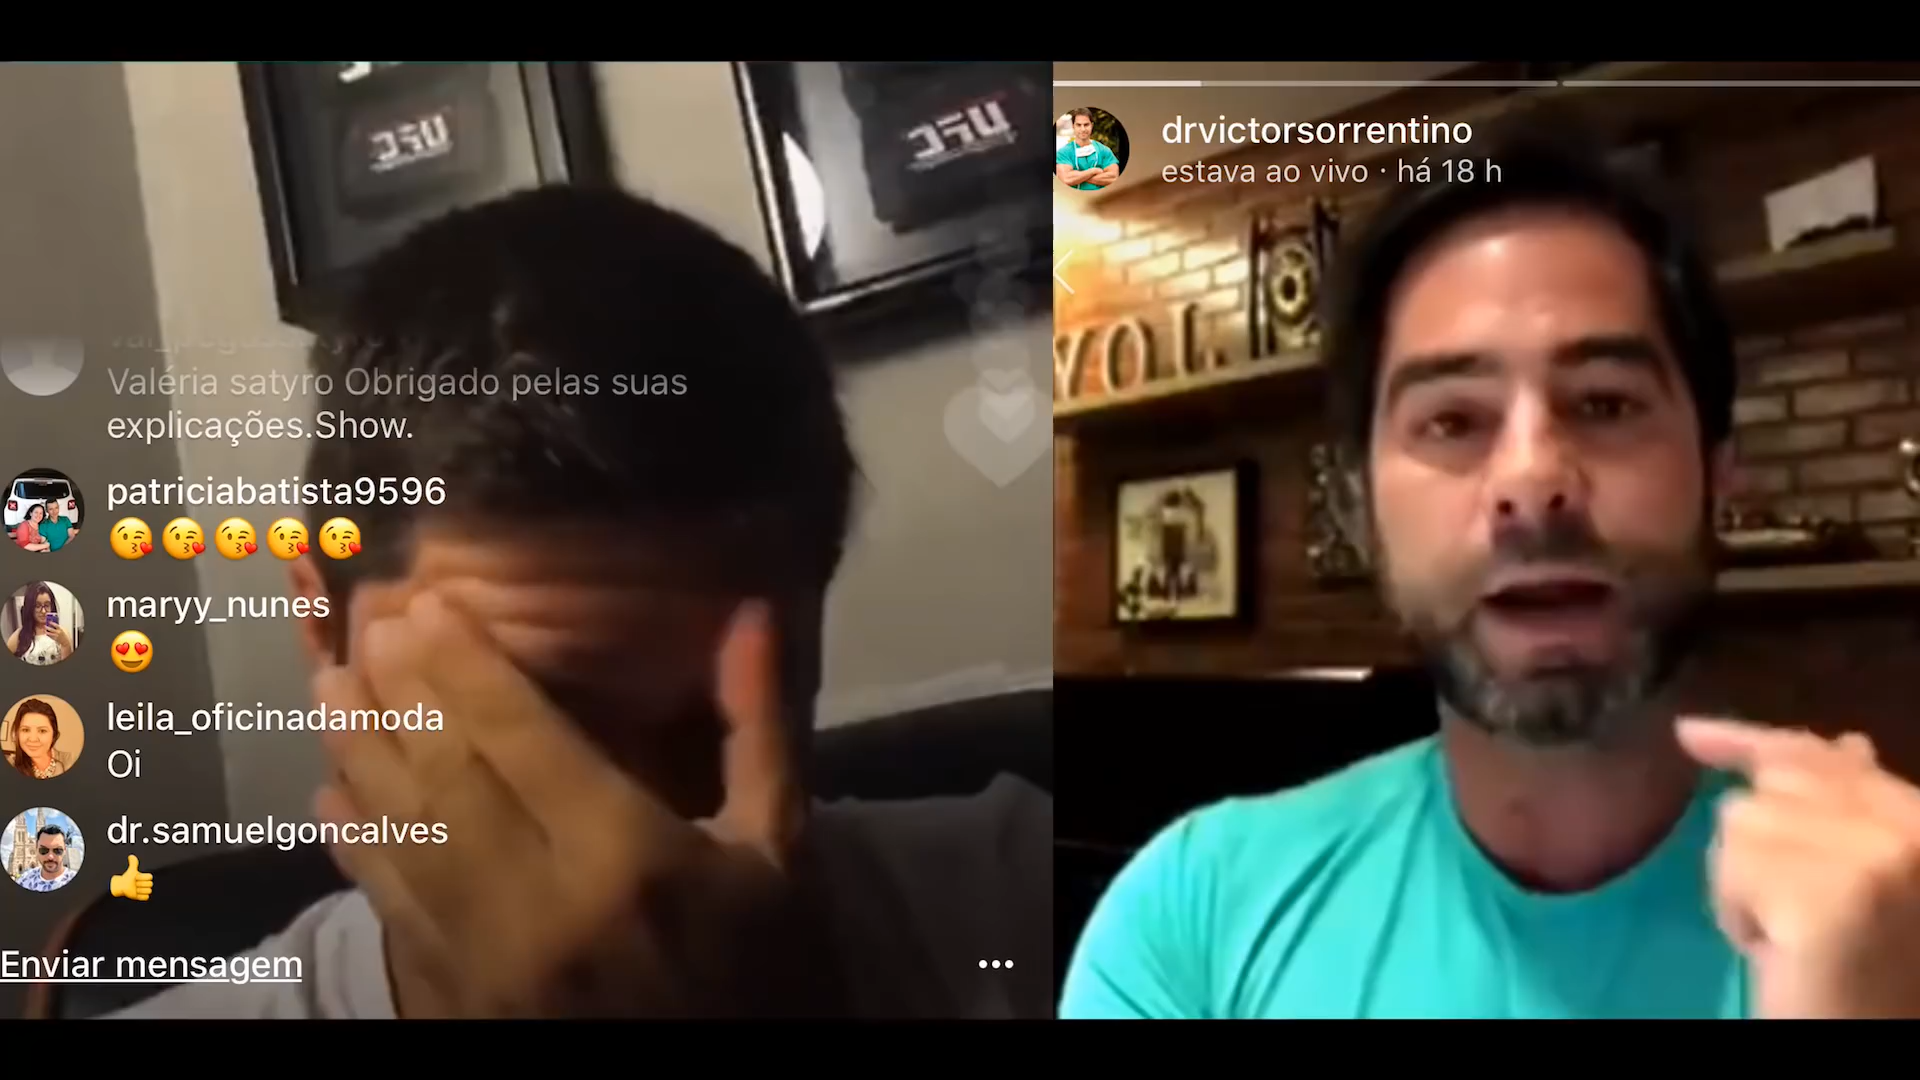 Valéria satyro Obrigado pelas suas
explicações.Show.
patriciabatista9596
maryy_nunes
leila_oficinadamoda
Oi
dr.samuelgoncalves
Enviar mensagem
drvictorsorrentino
estava ao vivo · há 18 h